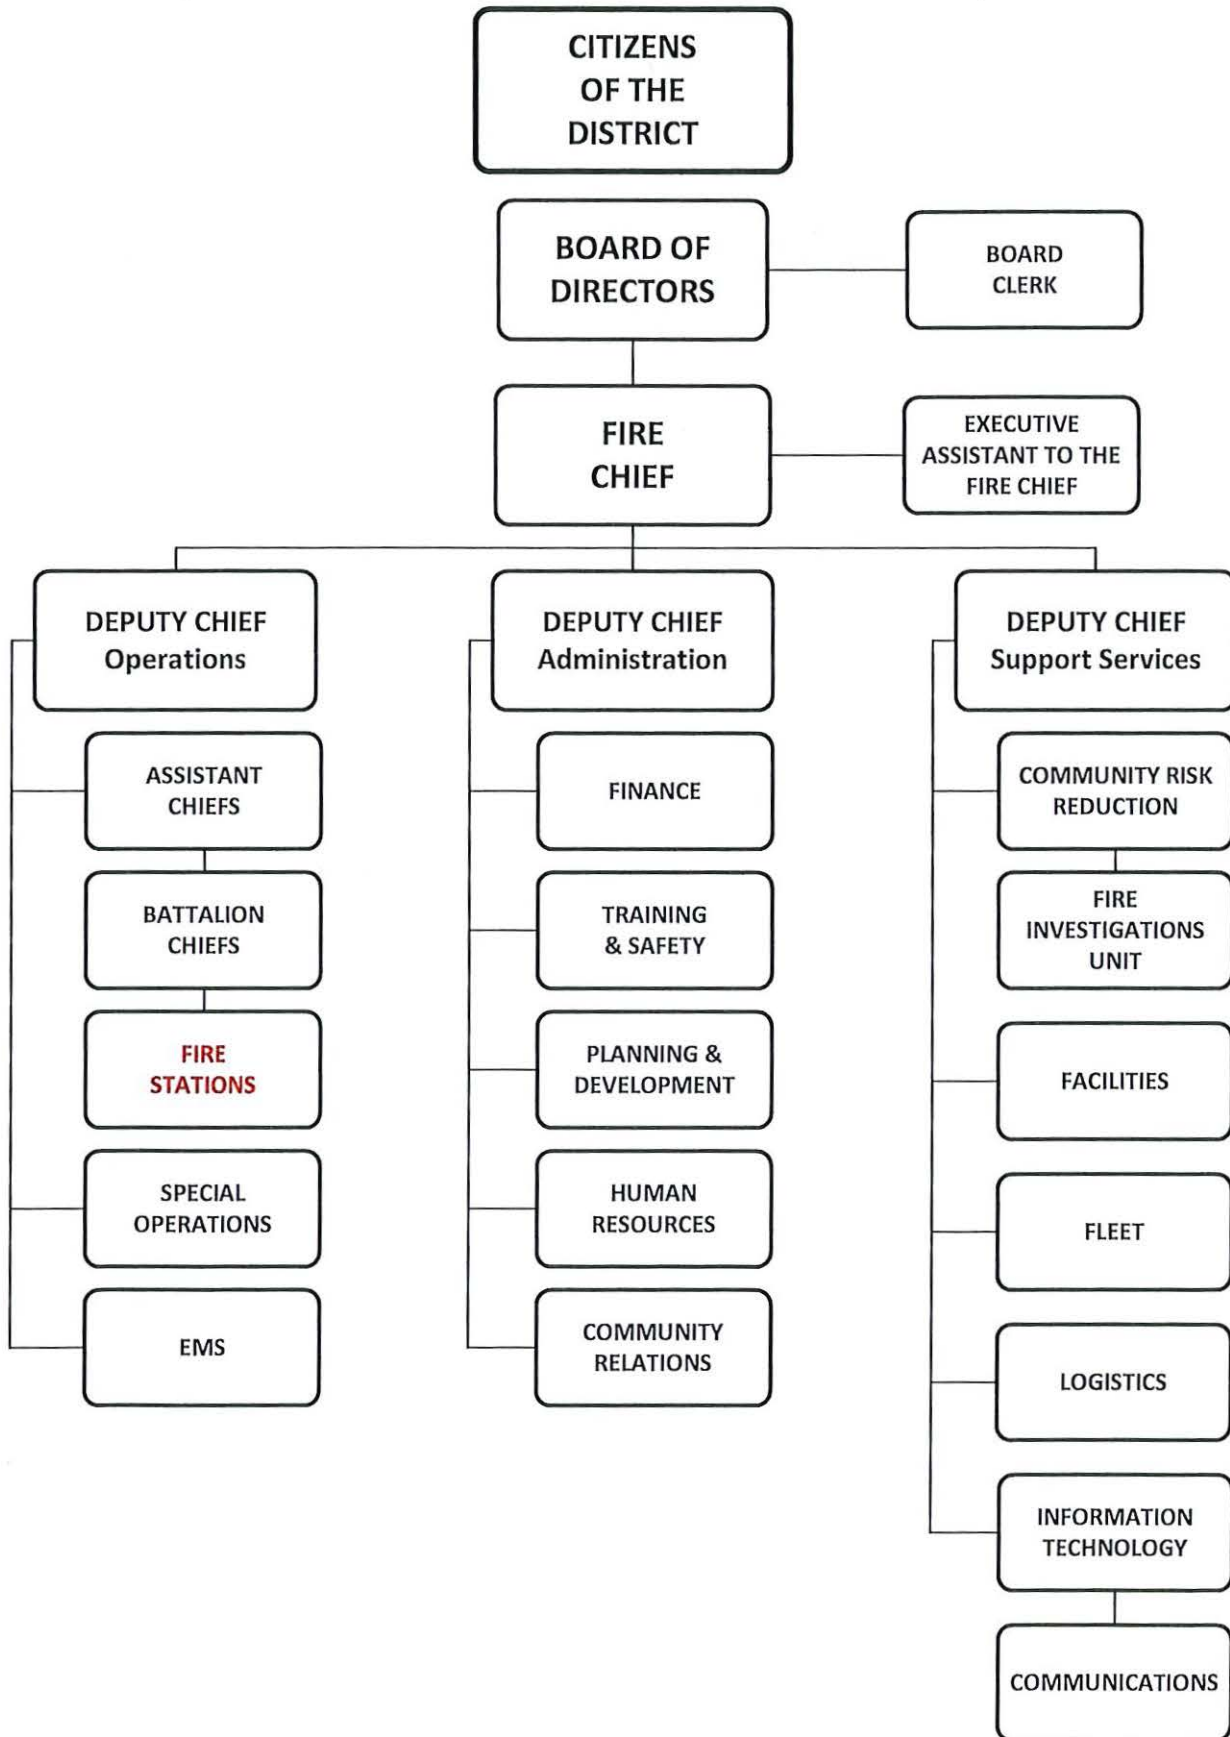 CITIZENS
OF THE
DISTRICT
BOARD OF
DIRECTORS
BOARD
CLERK
FIRE
CHIEF
EXECUTIVE
ASSISTANT TO THE
FIRE CHIEF
DEPUTY CHIEF
Operations
ASSISTANT
CHIEFS
BATTALION
CHIEFS
FIRE
STATIONS
SPECIAL
OPERATIONS
EMS
DEPUTY CHIEF
Administration
FINANCE
TRAINING
& SAFETY
PLANNING &
DEVELOPMENT
HUMAN
RESOURCES
COMMUNITY
RELATIONS
DEPUTY CHIEF
Support Services
COMMUNITY RISK
REDUCTION
FIRE
INVESTIGATIONS
UNIT
FACILITIES
FLEET
LOGISTICS
INFORMATION
TECHNOLOGY
COMMUNICATIONS